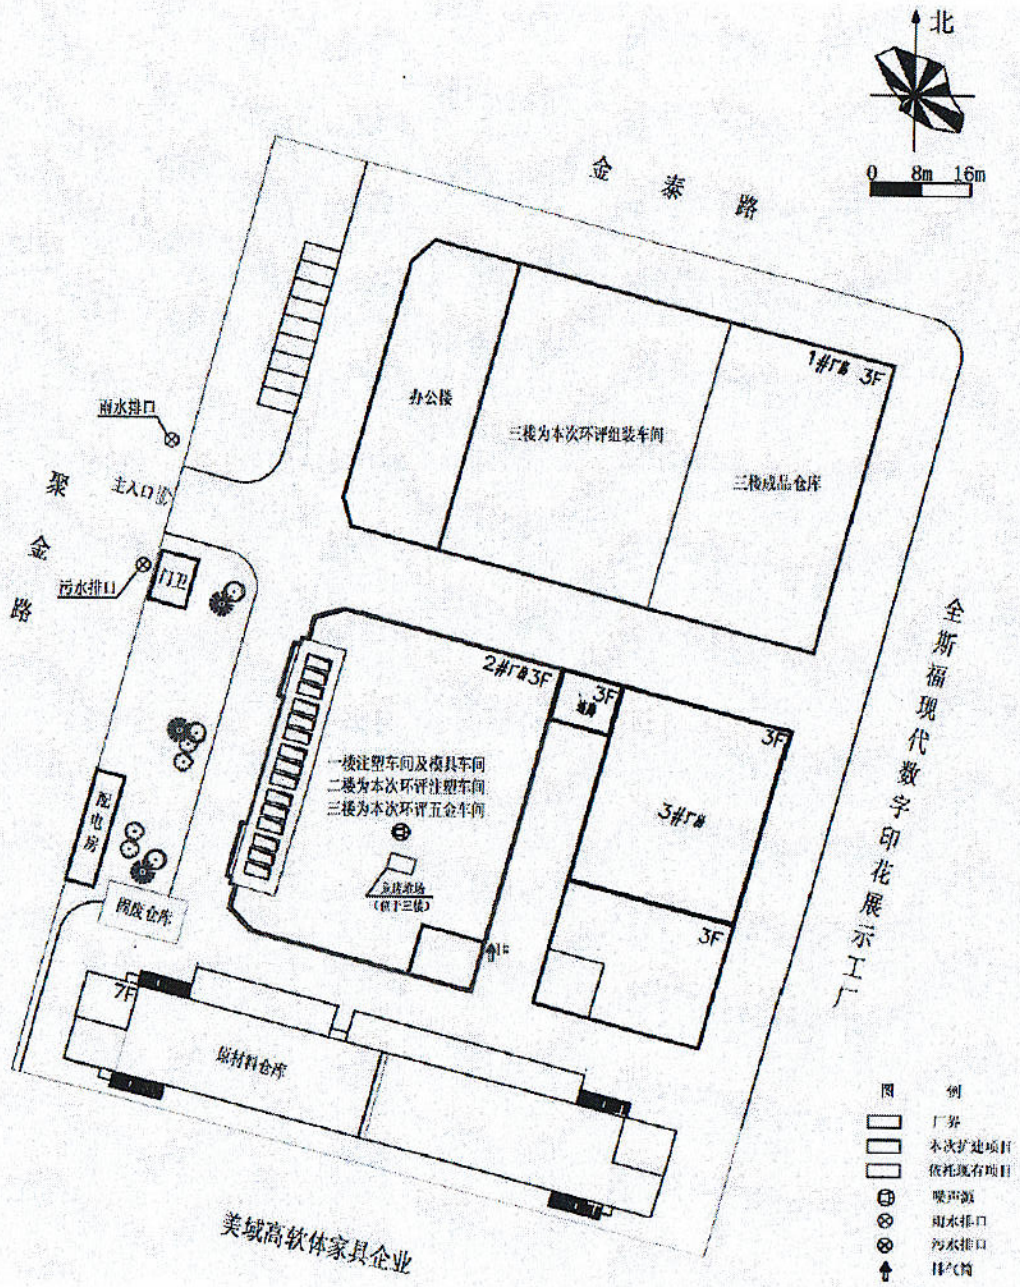 北
0 8m 16m
金泰路
1#厂房 3F
办公楼
三楼为本次环评组装车间
三楼成品仓库
雨水排口
主入口
聚金路
污水排口
门卫
2#厂房3F
3F
3F
全斯福现代数字印花展示工厂
一楼注塑车间及模具车间
二楼为本次环评注塑车间
三楼为本次环评五金车间
3#厂房
配电房
(位于三楼)
固废仓库
3F
1#
7F
原材料仓库
美域高软体家具企业
图例
厂界
本次扩建项目
依托现有项目
噪声源
雨水排口
污水排口
排气筒